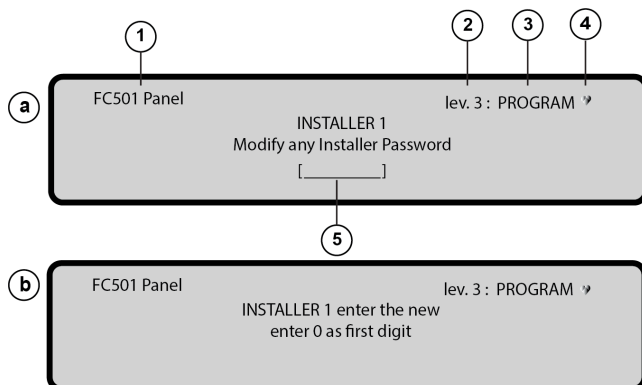 1
2
3
4
a
FC501 Panel
lev. 3 : PROGRAM
INSTALLER 1
Modify any Installer Password
[________]
5
b
FC501 Panel
lev. 3 : PROGRAM
INSTALLER 1 enter the new
enter 0 as first digit